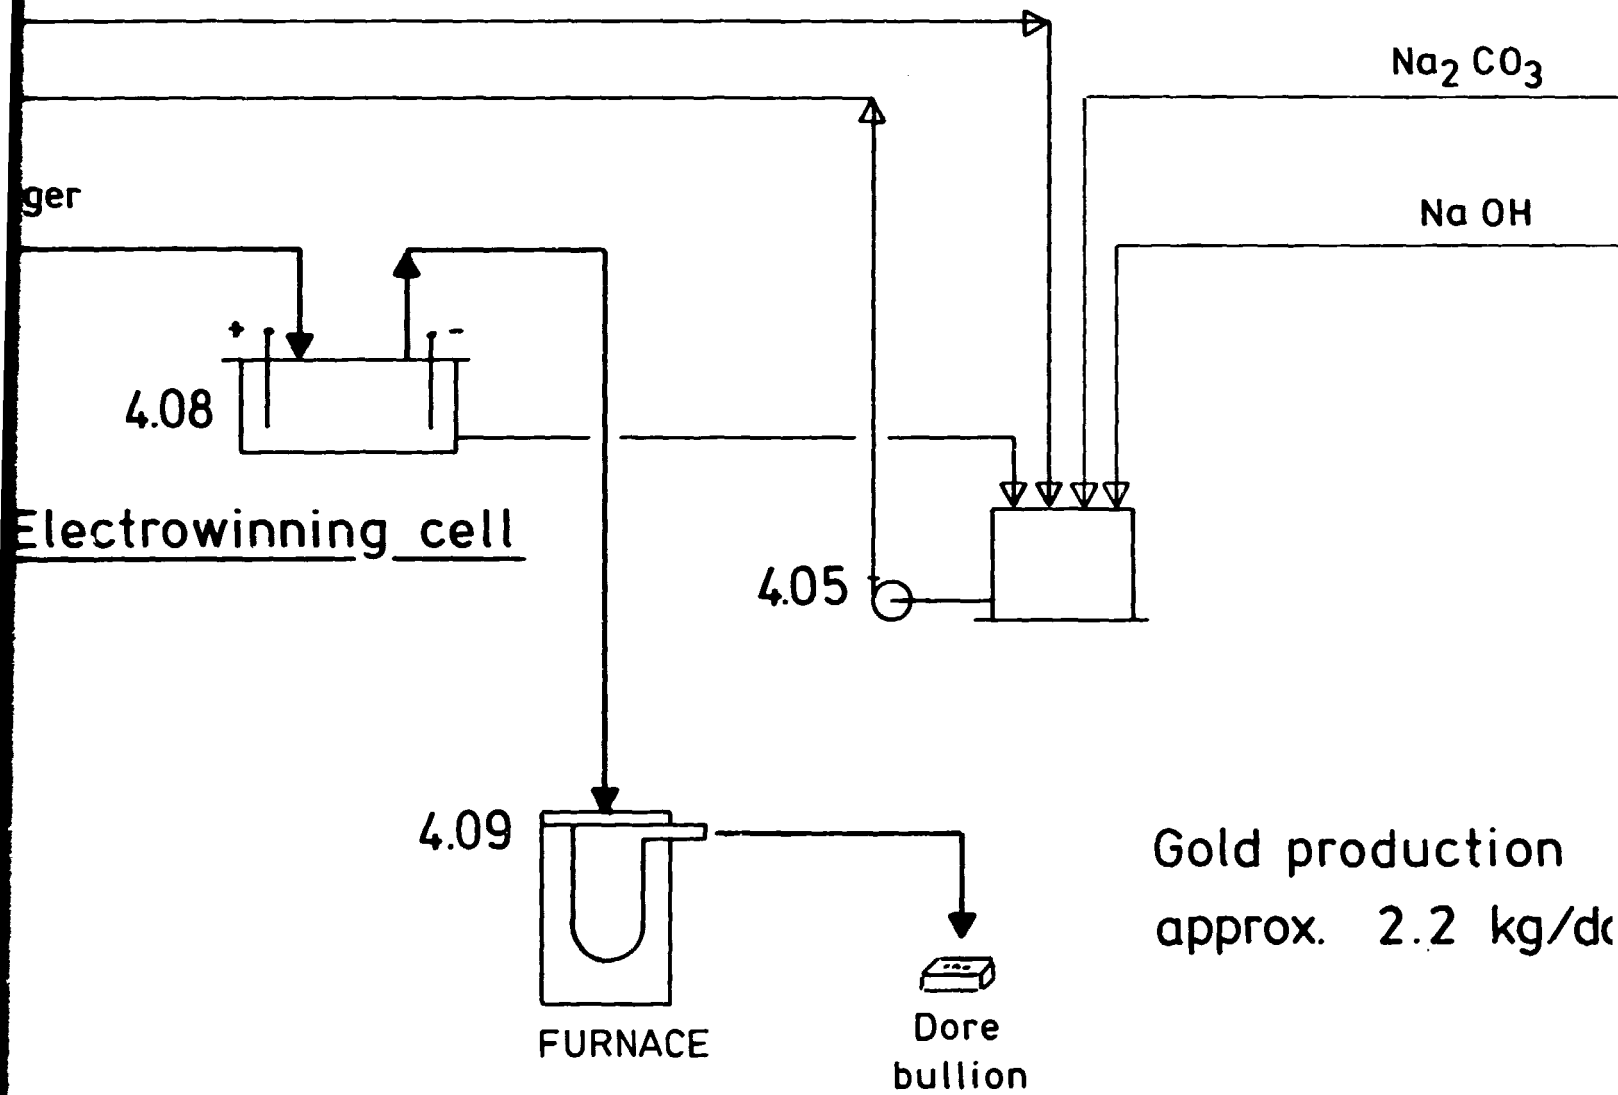 Na₂ CO₃
ger
Na OH
+ -
4.08
Electrowinning cell
4.05
4.09
Gold production
approx. 2.2 kg/d
FURNACE
Dore
bullion